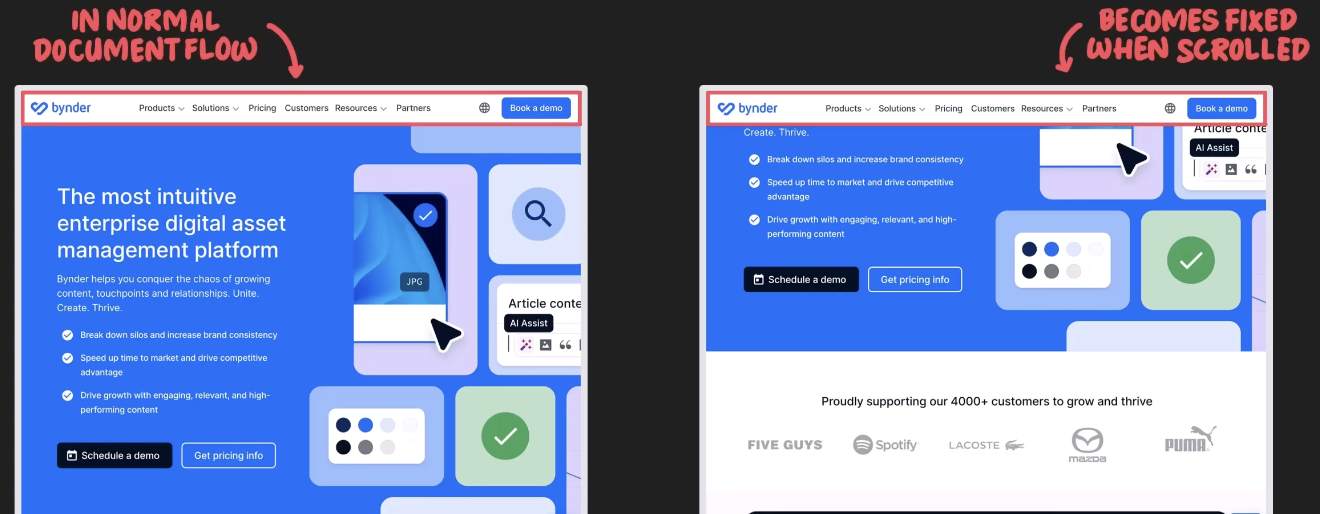 IN NORMAL
DOCUMENT FLOW
BECOMES FIXED
WHEN SCROLLED
bynder Products Solutions Pricing Customers Resources Partners Book a demo
The most intuitive
enterprise digital asset
management platform
Bynder helps you conquer the chaos of growing
content, touchpoints and relationships. Unite.
Create. Thrive.
Break down silos and increase brand consistency
Speed up time to market and drive competitive
advantage
Drive growth with engaging, relevant, and high-
performing content
Schedule a demo Get pricing info
JPG
Article conte
AI Assist
bynder Products Solutions Pricing Customers Resources Partners Book a demo
Create. Thrive.
Break down silos and increase brand consistency
Speed up time to market and drive competitive
advantage
Drive growth with engaging, relevant, and high-
performing content
Schedule a demo Get pricing info
Article conte
AI Assist
Proudly supporting our 4000+ customers to grow and thrive
FIVE GUYS Spotify LACOSTE mazda PUMA